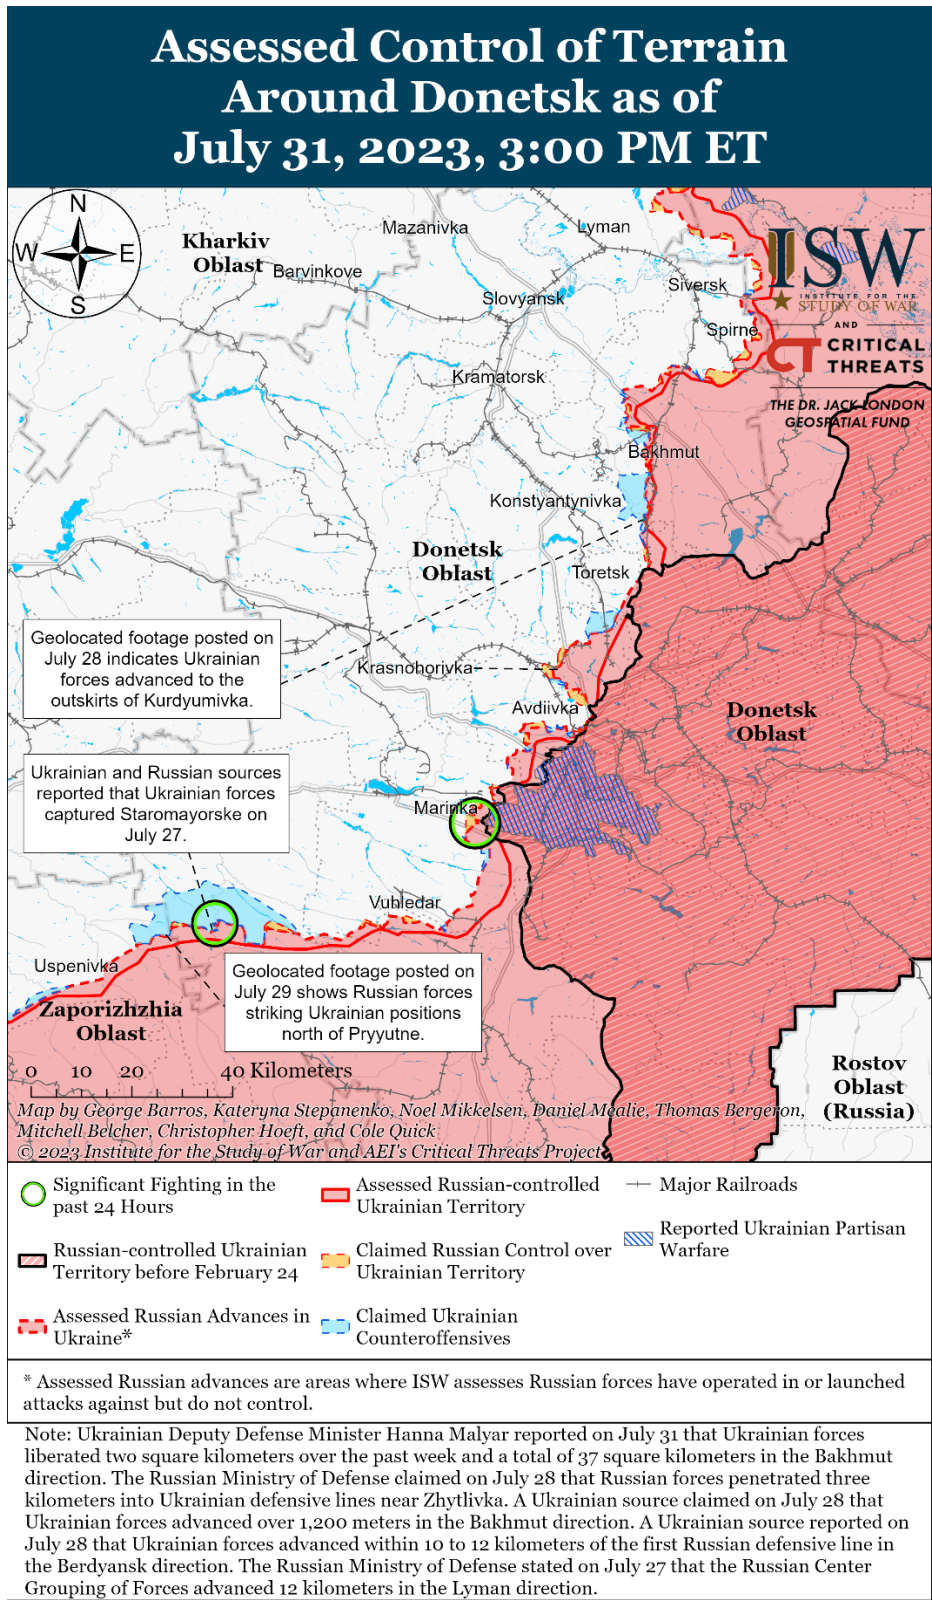 Assessed Control of Terrain
Around Donetsk as of
July 31, 2023, 3:00 PM ET
N
W
E
S
Kharkiv
Oblast
Barvinkove
Mazanivka
Lyman
Slovyansk
Siversk
Spirne
ISW
INSTITUTE FOR THE
STUDY OF WAR
AND
CT CRITICAL
THREATS
THE DR. JACK LONDON
GEOSPATIAL FUND
Kramatorsk
Bakhmut
Konstyantynivka
Donetsk
Oblast
Toretsk
Geolocated footage posted on
July 28 indicates Ukrainian
forces advanced to the
outskirts of Kurdyumivka.
Krasnohorivka
Avdiivka
Donetsk
Oblast
Ukrainian and Russian sources
reported that Ukrainian forces
captured Staromayorske on
July 27.
Marinka
Vuhledar
Uspenivka
Geolocated footage posted on
July 29 shows Russian forces
striking Ukrainian positions
north of Pryyutne.
Zaporizhzhia
Oblast
Rostov
Oblast
(Russia)
0 10 20 40 Kilometers
Map by George Barros, Kateryna Stepanenko, Noel Mikkelsen, Daniel Mealie, Thomas Bergeron,
Mitchell Belcher, Christopher Hoeft, and Cole Quick
© 2023 Institute for the Study of War and AEI's Critical Threats Project
Significant Fighting in the
past 24 Hours
Russian-controlled Ukrainian
Territory before February 24
Assessed Russian Advances in
Ukraine*
Assessed Russian-controlled
Ukrainian Territory
Claimed Russian Control over
Ukrainian Territory
Claimed Ukrainian
Counteroffensives
Major Railroads
Reported Ukrainian Partisan
Warfare
* Assessed Russian advances are areas where ISW assesses Russian forces have operated in or launched
attacks against but do not control.
Note: Ukrainian Deputy Defense Minister Hanna Malyar reported on July 31 that Ukrainian forces
liberated two square kilometers over the past week and a total of 37 square kilometers in the Bakhmut
direction. The Russian Ministry of Defense claimed on July 28 that Russian forces penetrated three
kilometers into Ukrainian defensive lines near Zhytlivka. A Ukrainian source claimed on July 28 that
Ukrainian forces advanced over 1,200 meters in the Bakhmut direction. A Ukrainian source reported on
July 28 that Ukrainian forces advanced within 10 to 12 kilometers of the first Russian defensive line in
the Berdyansk direction. The Russian Ministry of Defense stated on July 27 that the Russian Center
Grouping of Forces advanced 12 kilometers in the Lyman direction.